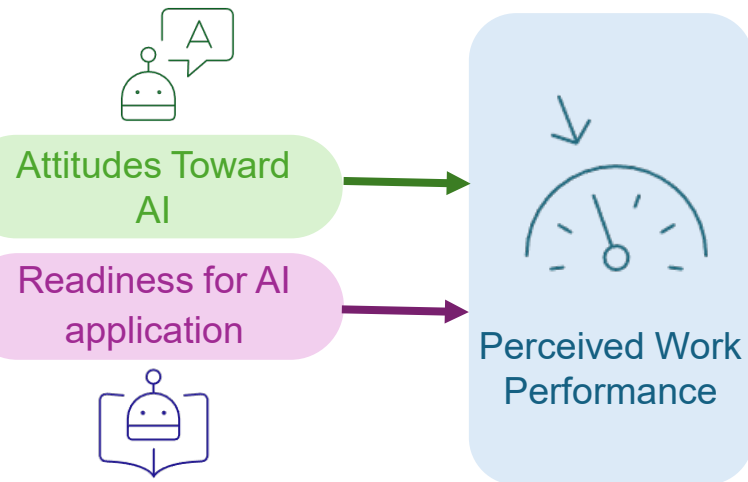 A
Attitudes Toward
AI
Readiness for AI
application
Perceived Work
Performance